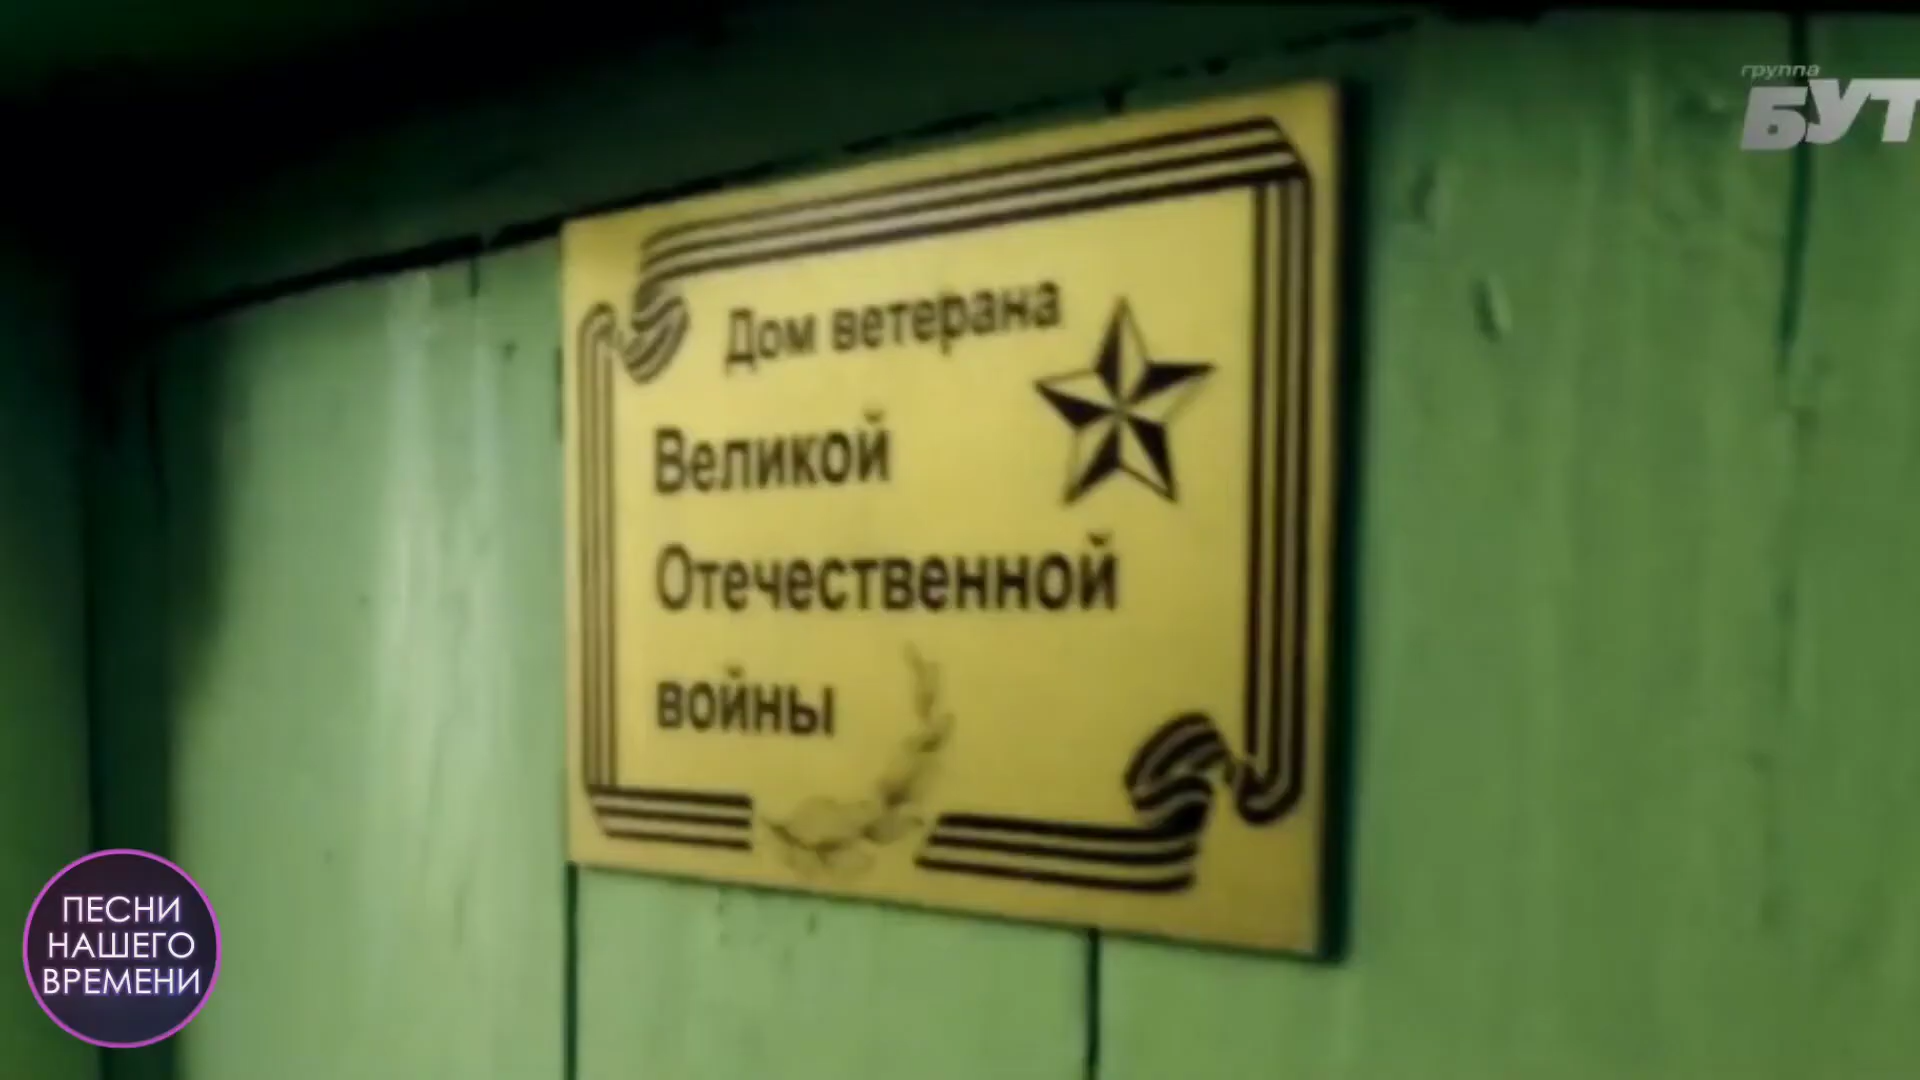 группа
БУТ
Дом ветерана
Великой
Отечественной
войны
ПЕСНИ
НАШЕГО
ВРЕМЕНИ